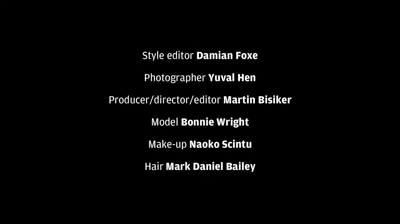 Style editor Damian Foxe
Photographer Yuval Hen
Producer/director/editor Martin Bisiker
Model Bonnie Wright
Make-up Naoko Scintu
Hair Mark Daniel Bailey